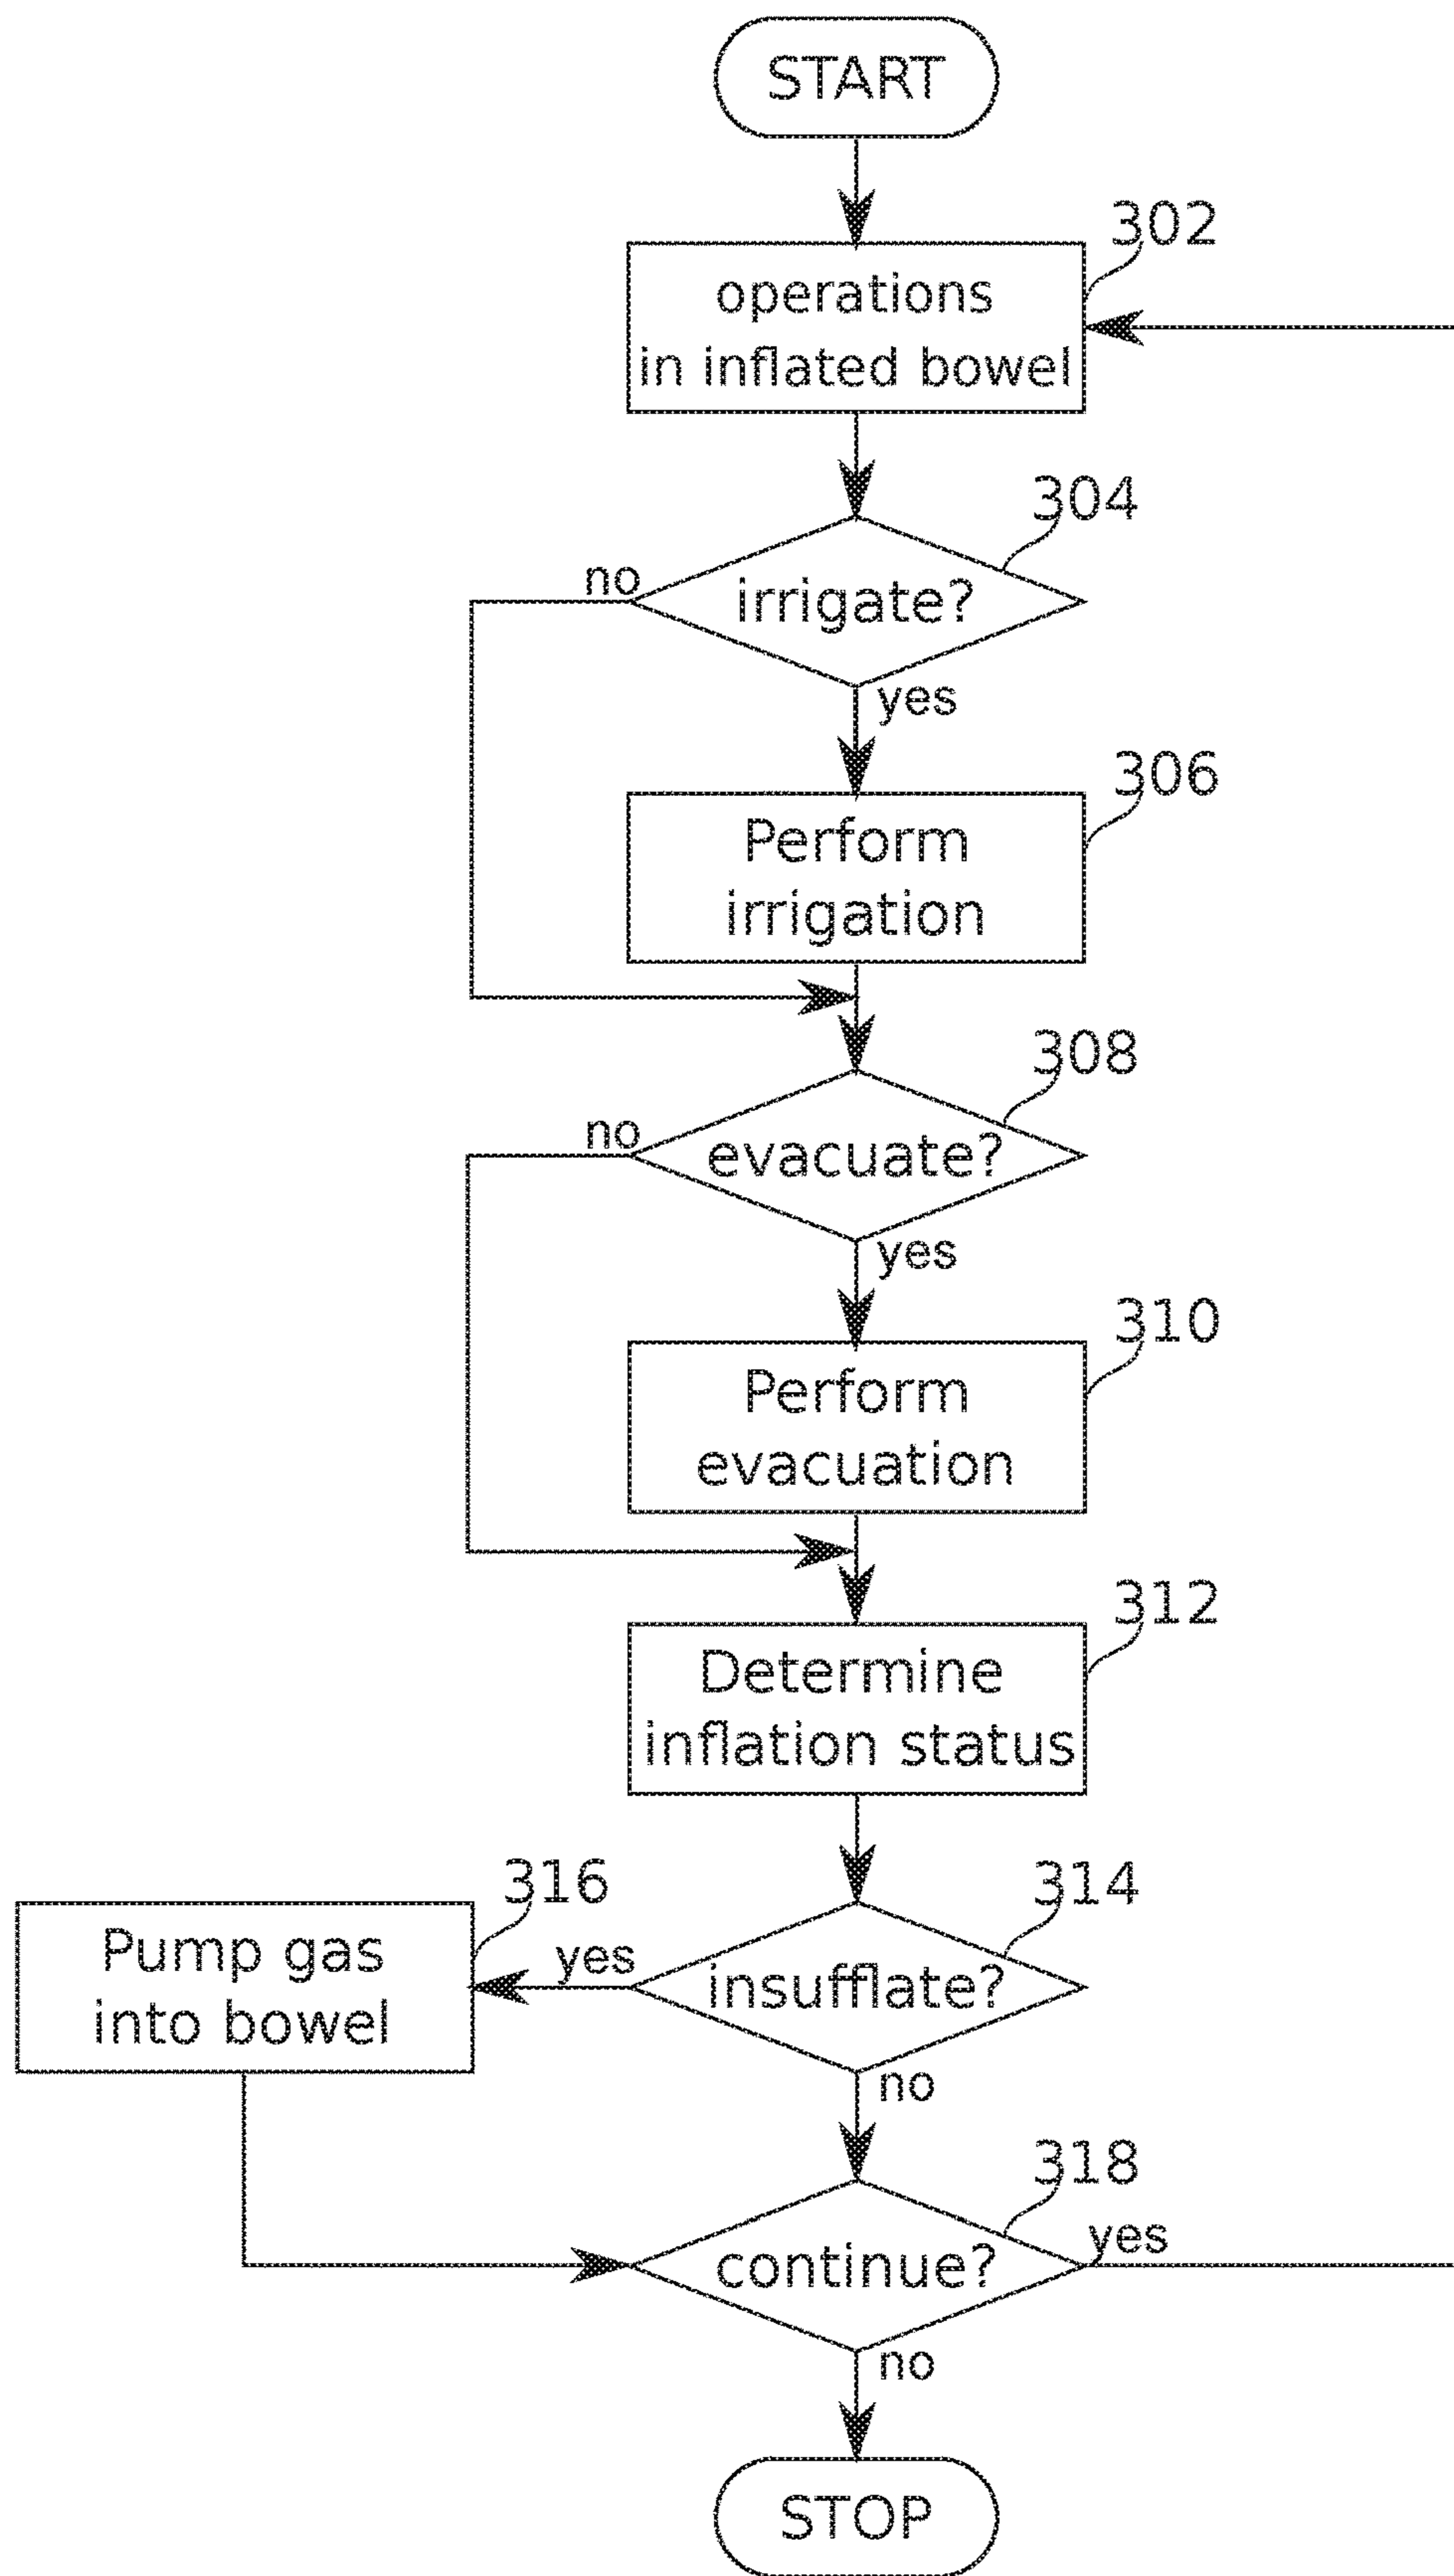 START
302
operations
in inflated bowel
304
no
irrigate?
yes
306
Perform
irrigation
308
no
evacuate?
yes
310
Perform
evacuation
312
Determine
inflation status
316
314
Pump gas
into bowel
yes
insufflate?
no
318
continue?
yes
no
STOP